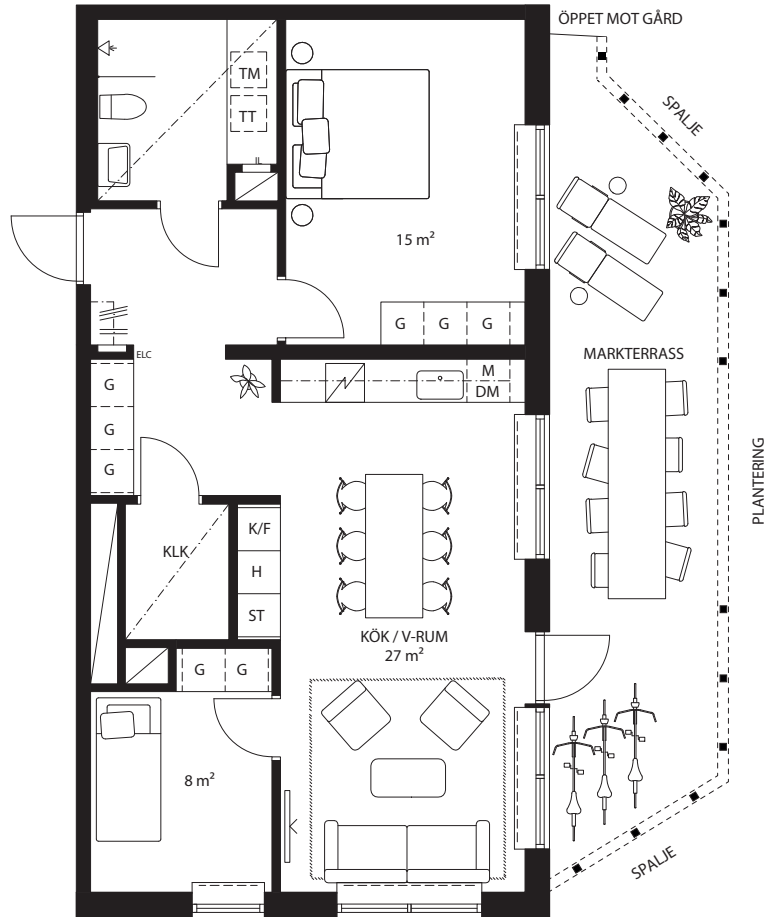 ÖPPET MOT GÅRD
TM
TT
SPALJE
15 m²
G G G
ELC
MARKTERRASS
G
M
DM
G
G
PLANTERING
K/F
KLK
H
ST
KÖK / V-RUM
27 m²
G G
8 m²
SPALJE